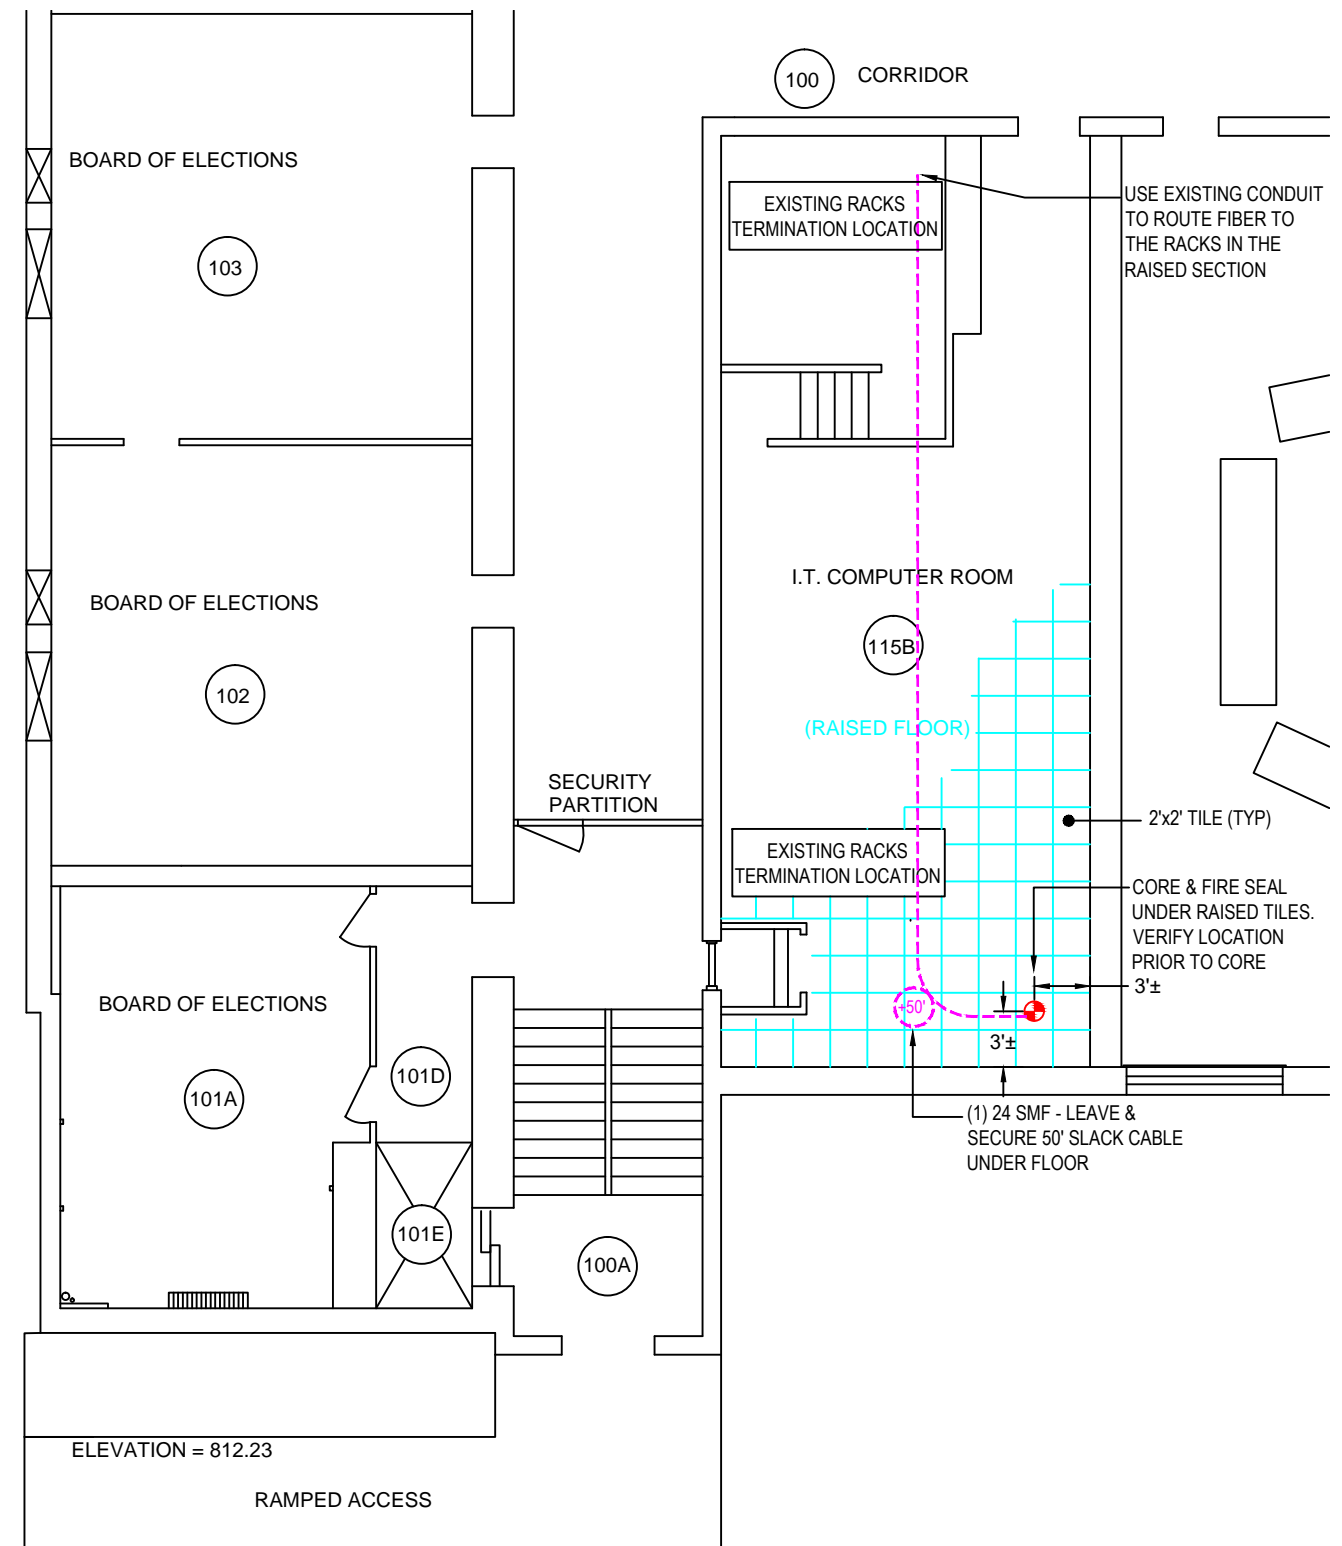 100
CORRIDOR
BOARD OF ELECTIONS
103
EXISTING RACKS
TERMINATION LOCATION
USE EXISTING CONDUIT
TO ROUTE FIBER TO
THE RACKS IN THE
RAISED SECTION
BOARD OF ELECTIONS
102
I.T. COMPUTER ROOM
115B
(RAISED FLOOR)
SECURITY
PARTITION
2'x2' TILE (TYP)
EXISTING RACKS
TERMINATION LOCATION
CORE & FIRE SEAL
UNDER RAISED TILES.
VERIFY LOCATION
PRIOR TO CORE
3'±
+50'
3'±
BOARD OF ELECTIONS
101A
101D
101E
100A
(1) 24 SMF - LEAVE &
SECURE 50' SLACK CABLE
UNDER FLOOR
ELEVATION = 812.23
RAMPED ACCESS